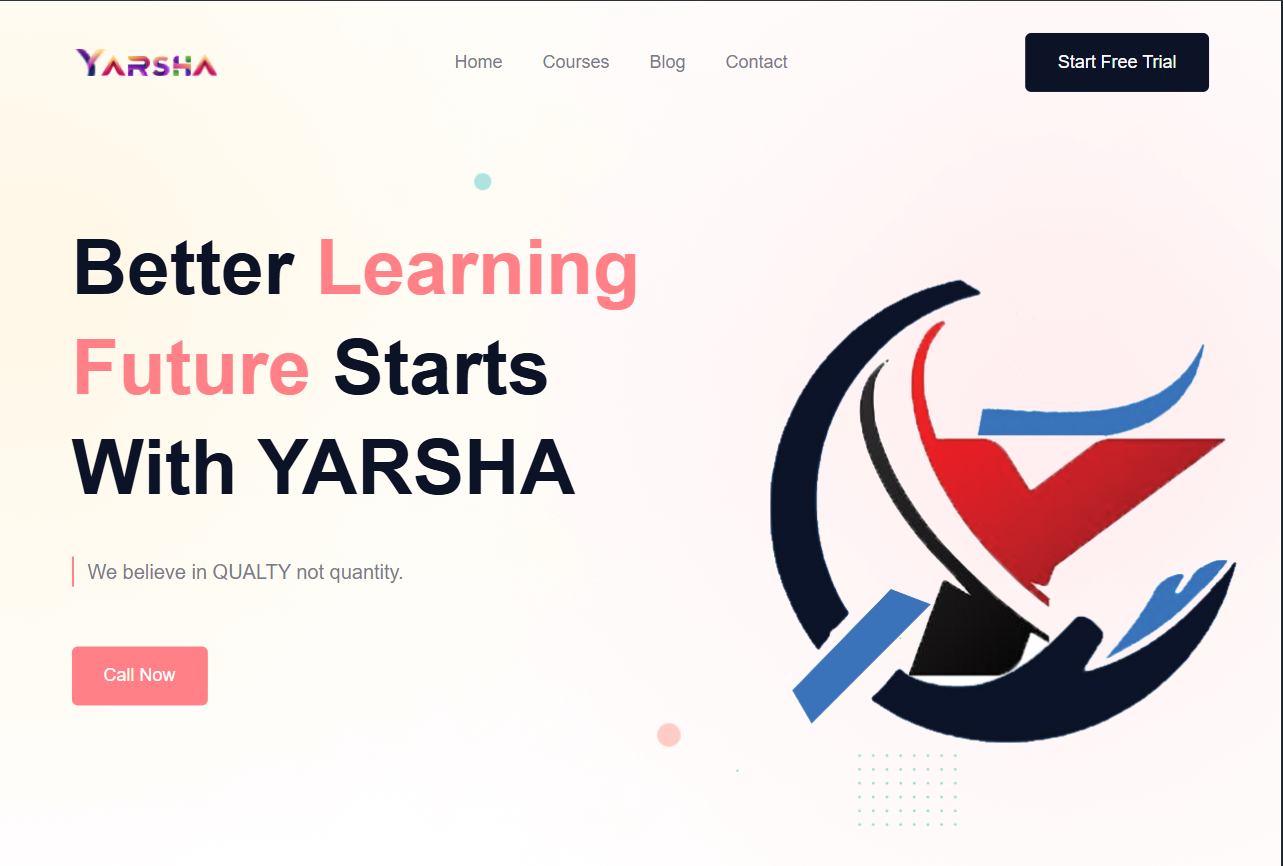 YARSHA
Home
Courses
Blog
Contact
Start Free Trial
Better Learning
Future Starts
With YARSHA
We believe in QUALTY not quantity.
Call Now